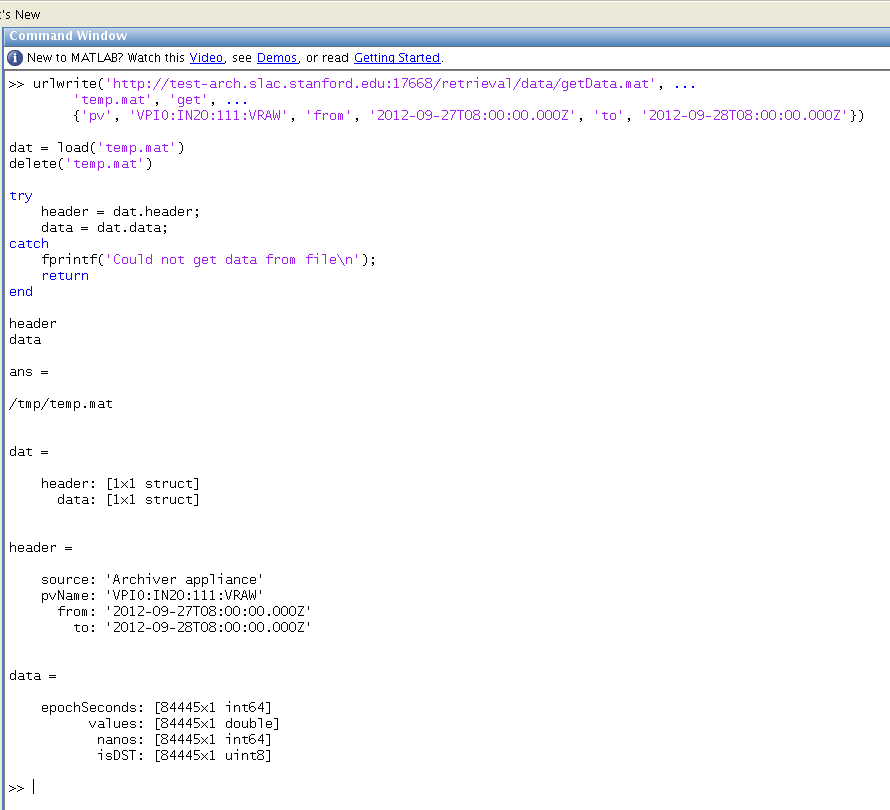 's New
Command Window
New to MATLAB? Watch this Video, see Demos, or read Getting Started.
>> urlwrite('http://test-arch.slac.stanford.edu:17668/retrieval/data/getData.mat', ...
'temp.mat', 'get', ...
{'pv', 'VPIO:IN20:111:VRAW', 'from', '2012-09-27T08:00:00.000Z', 'to', '2012-09-28T08:00:00.000Z'})
dat = load('temp.mat')
delete('temp.mat')
try
header = dat.header;
data = dat.data;
catch
fprintf('Could not get data from file\n');
return
end
header
data
ans =
/tmp/temp.mat
dat =
header: [1x1 struct]
data: [1x1 struct]
header =
source: 'Archiver appliance'
pvName: 'VPIO:IN20:111:VRAW'
from: '2012-09-27T08:00:00.000Z'
to: '2012-09-28T08:00:00.000Z'
data =
epochSeconds: [84445x1 int64]
values: [84445x1 double]
nanos: [84445x1 int64]
isDST: [84445x1 uint8]
>>